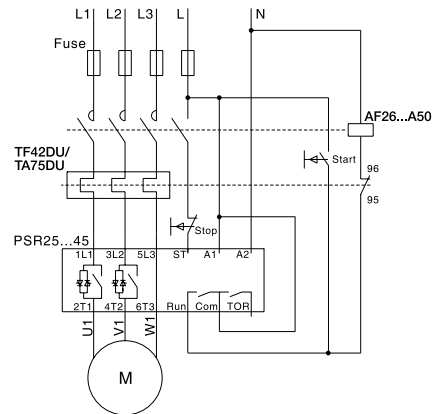 L1 L2 L3 L N
Fuse
AF26...A50
TF42DU/
TA75DU
Start
96
95
Stop
PSR25...45
1L1 3L2 5L3 ST A1 A2
2T1 4T2 6T3 Run Com TOR
U1 V1 W1
M